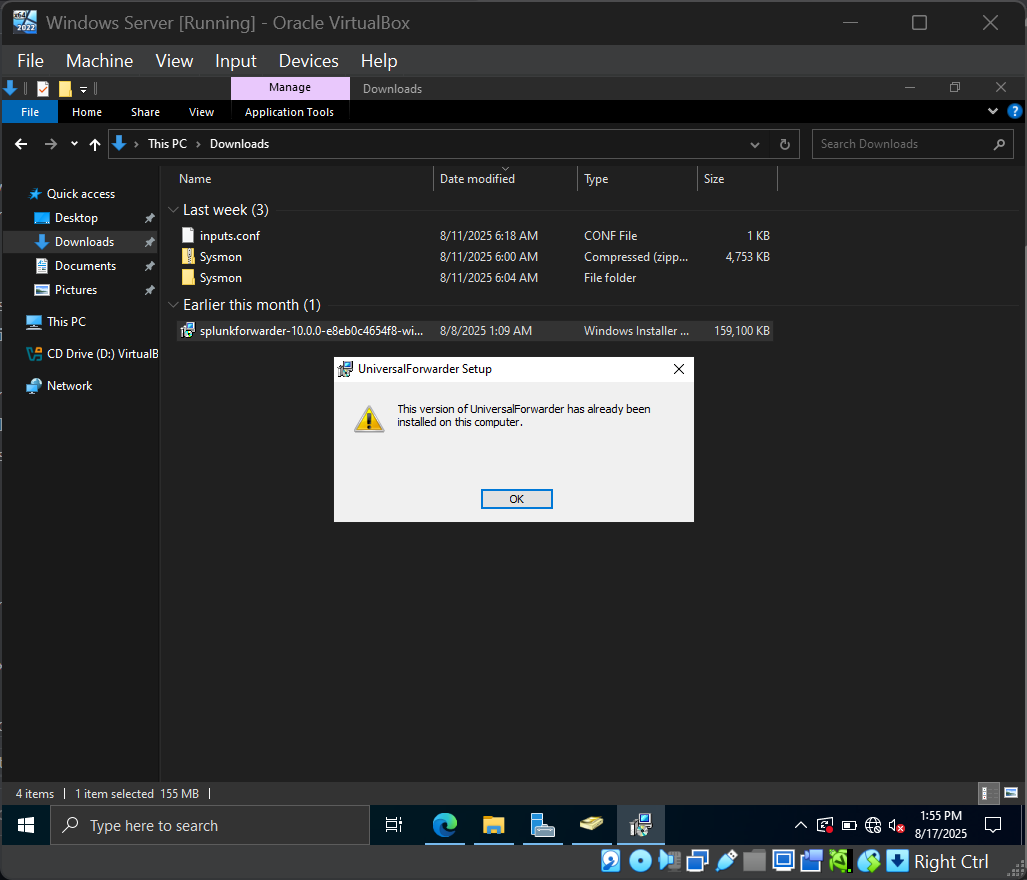 Windows Server [Running] - Oracle VirtualBox
File Machine View Input Devices Help
Manage Downloads
File Home Share View Application Tools
This PC Downloads Search Downloads
Name Date modified Type Size
Quick access
Desktop
Downloads
Documents
Pictures
This PC
CD Drive (D:) VirtualB
Network
Last week (3)
inputs.conf 8/11/2025 6:18 AM CONF File 1 KB
Sysmon 8/11/2025 6:00 AM Compressed (zipp... 4,753 KB
Sysmon 8/11/2025 6:04 AM File folder
Earlier this month (1)
splunkforwarder-10.0.0-e8eb0c4654f8-wi... 8/8/2025 1:09 AM Windows Installer ... 159,100 KB
UniversalForwarder Setup
This version of UniversalForwarder has already been
installed on this computer.
OK
4 items 1 item selected 155 MB
Type here to search
1:55 PM
8/17/2025
Right Ctrl